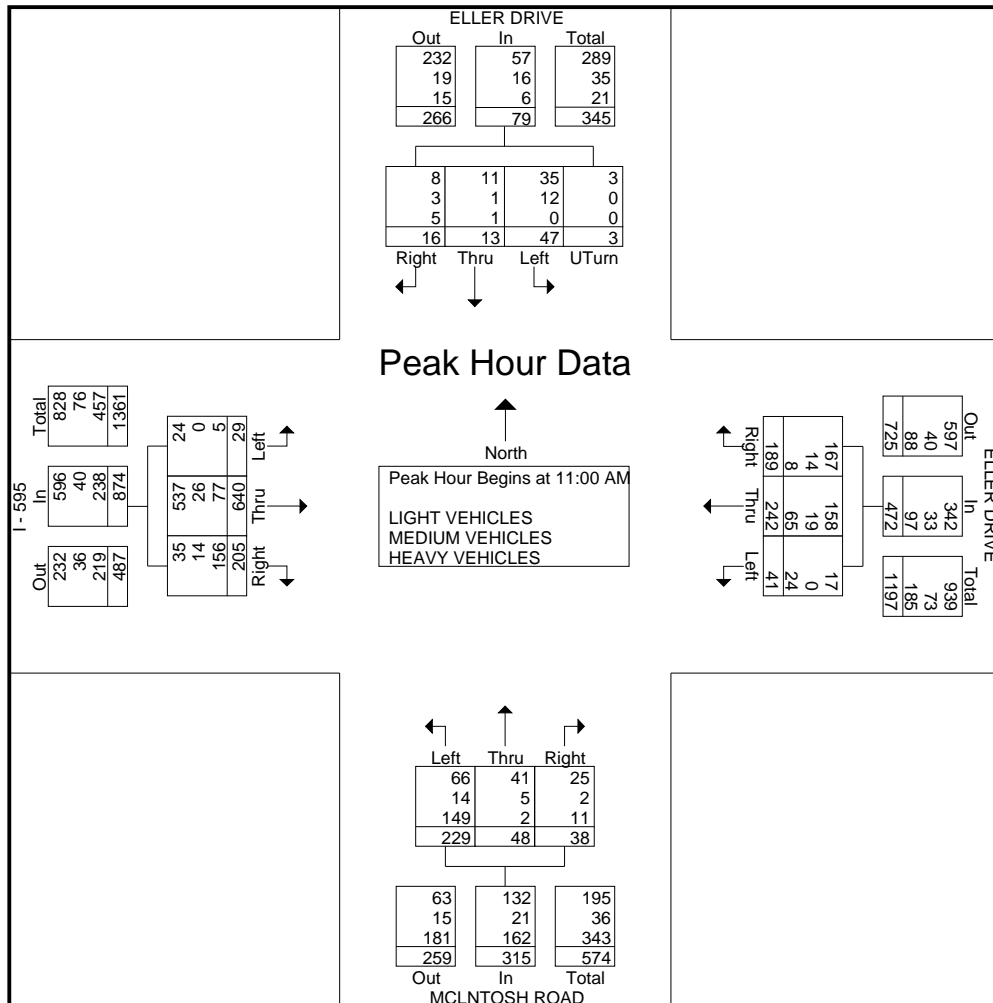 ELLER DRIVE
Out In Total
232 57 289
19 16 35
15 6 21
266 79 345
8 11 35 3
3 1 12 0
5 1 0 0
16 13 47 3
Right Thru Left UTurn
Peak Hour Data
North
Peak Hour Begins at 11:00 AM
LIGHT VEHICLES
MEDIUM VEHICLES
HEAVY VEHICLES
I - 595
Out In Total
232 596 828
36 40 76
219 238 457
487 874 1361
35 537 24
14 26 0
156 77 5
205 640 29
Right Thru Left
ELLER DRIVE
Out In Total
597 342 939
40 33 73
88 97 185
725 472 1197
167 158 17
14 19 0
8 65 24
189 242 41
Right Thru Left
Left Thru Right
66 41 25
14 5 2
149 2 11
229 48 38
63 132 195
15 21 36
181 162 343
259 315 574
Out In Total
MCLNTOSH ROAD